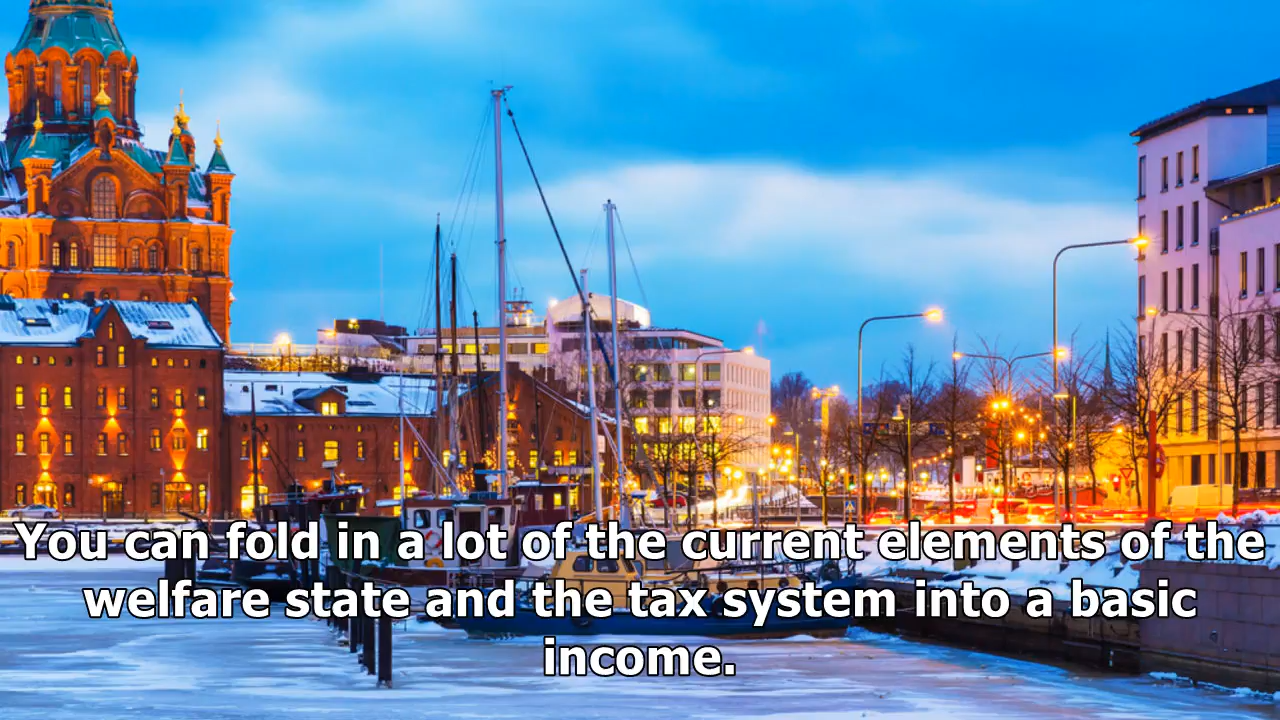 You can fold in a lot of the current elements of the
welfare state and the tax system into a basic
income.